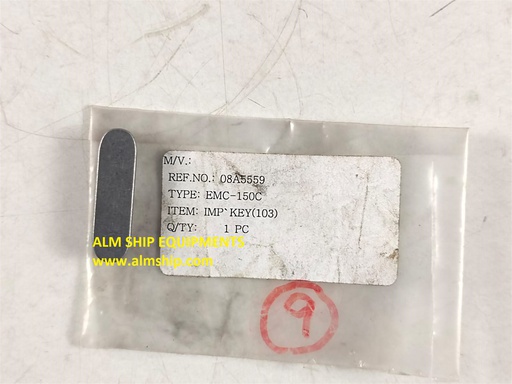 M/V.:
REF.NO.: 08A5559
TYPE: EMC-150C
ITEM: IMP`KEY(103)
Q/TY: 1 PC
ALM SHIP EQUIPMENTS
www.almship.com
9